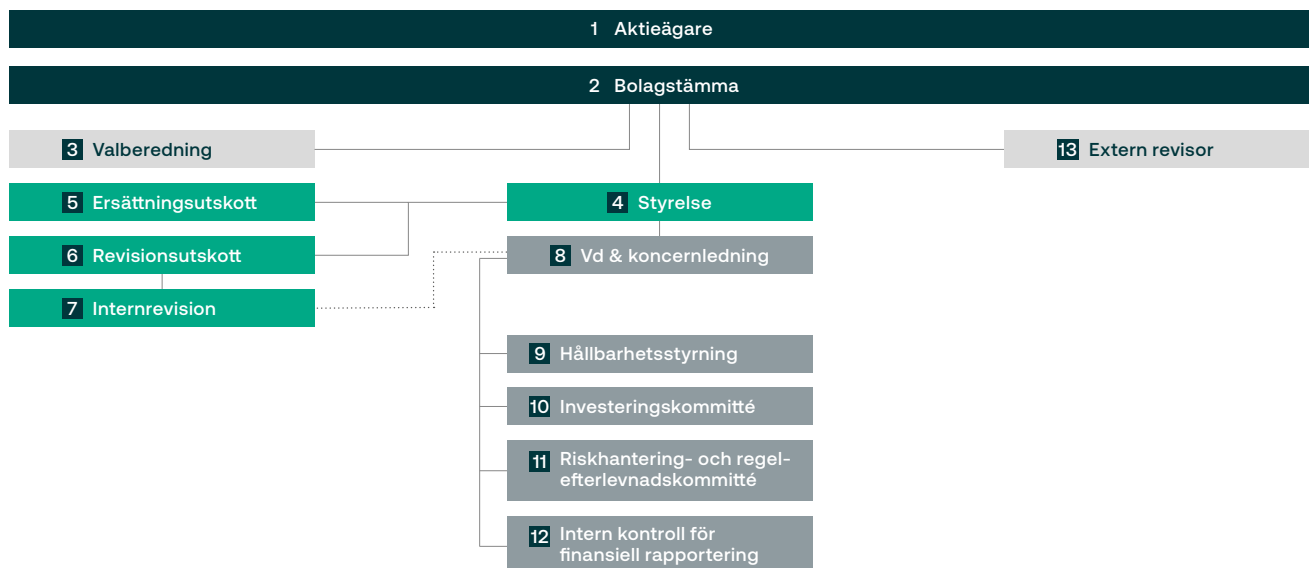 1 Aktieägare
2 Bolagstämma
3 Valberedning
13 Extern revisor
5 Ersättningsutskott
4 Styrelse
6 Revisionsutskott
8 Vd & koncernledning
7 Internrevision
9 Hållbarhetsstyrning
10 Investeringskommitté
11 Riskhantering- och regel-
efterlevnadskommitté
12 Intern kontroll för
finansiell rapportering